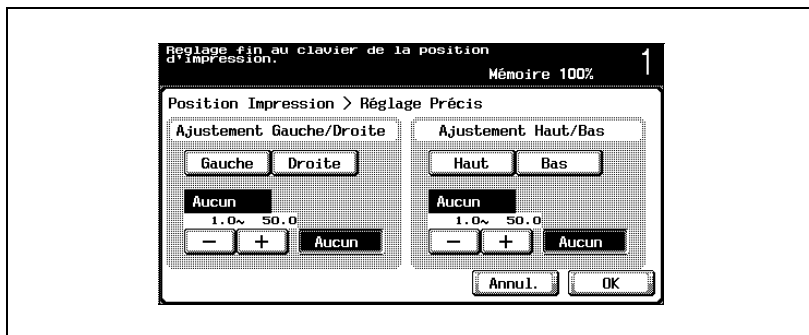 Reglage fin au clavier de la position
d'impression.
Mémoire 100% 1
Position Impression > Réglage Précis
Ajustement Gauche/Droite Ajustement Haut/Bas
Gauche Droite Haut Bas
Aucun Aucun
1.0~ 50.0 1.0~ 50.0
− + Aucun − + Aucun
Annul. OK